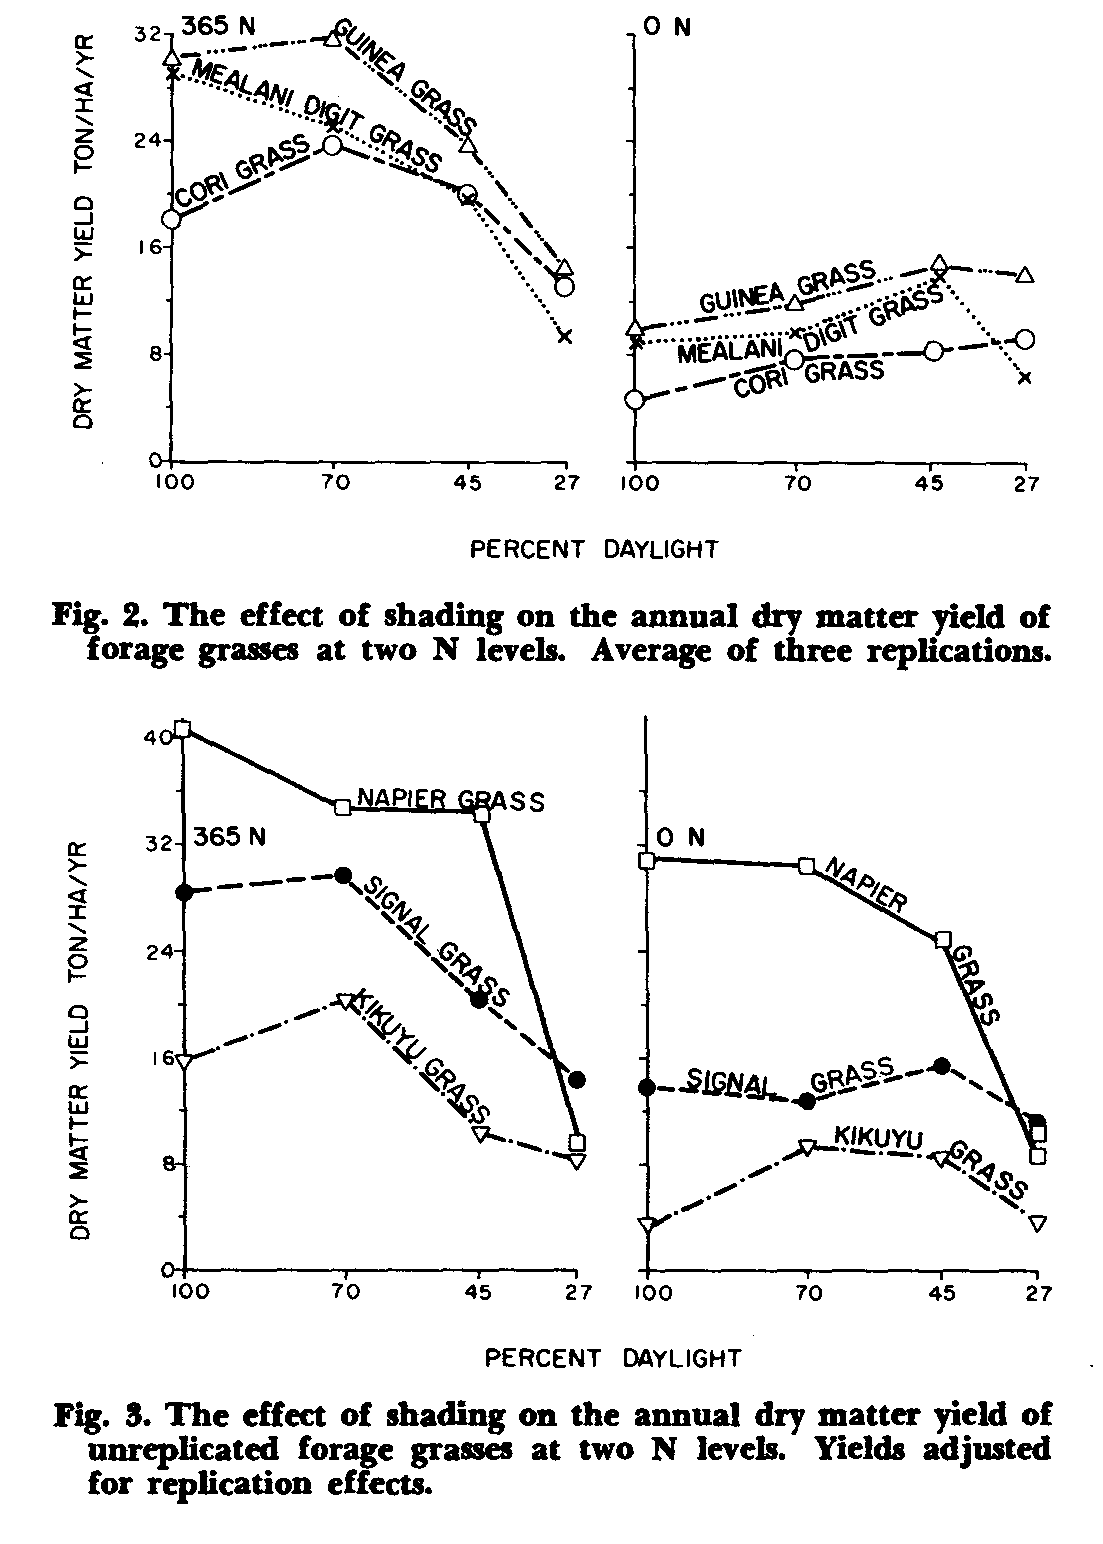 365 N
O N
32
24
16
8
0
DRY MATTER YIELD TON/HA/YR
GUINEA GRASS
MEALANI DIGIT GRASS
CORI GRASS
GUINEA GRASS
MEALANI DIGIT GRASS
CORI GRASS
100 70 45 27 100 70 45 27
PERCENT DAYLIGHT
Fig. 2. The effect of shading on the annual dry matter yield of
forage grasses at two N levels. Average of three replications.
40
32
24
16
8
0
DRY MATTER YIELD TON/HA/YR
365 N
O N
NAPIER GRASS
SIGNAL GRASS
KIKUYU GRASS
NAPIER GRASS
SIGNAL GRASS
KIKUYU GRASS
100 70 45 27 100 70 45 27
PERCENT DAYLIGHT
Fig. 3. The effect of shading on the annual dry matter yield of
unreplicated forage grasses at two N levels. Yields adjusted
for replication effects.